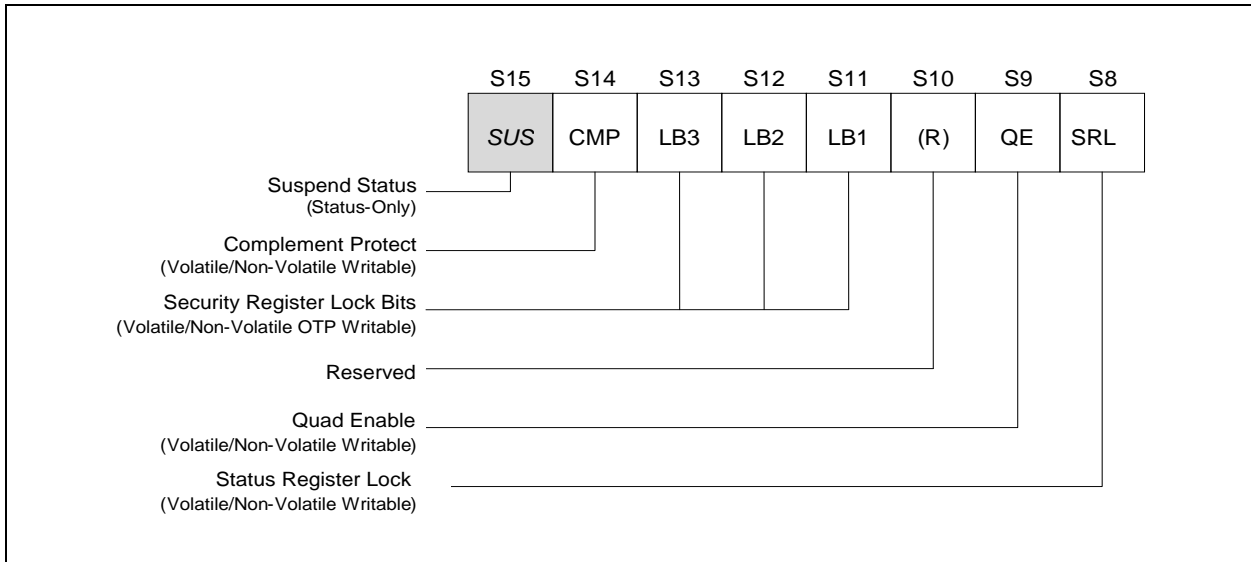 S15 S14 S13 S12 S11 S10 S9 S8
SUS CMP LB3 LB2 LB1 (R) QE SRL
Suspend Status
(Status-Only)
Complement Protect
(Volatile/Non-Volatile Writable)
Security Register Lock Bits
(Volatile/Non-Volatile OTP Writable)
Reserved
Quad Enable
(Volatile/Non-Volatile Writable)
Status Register Lock
(Volatile/Non-Volatile Writable)